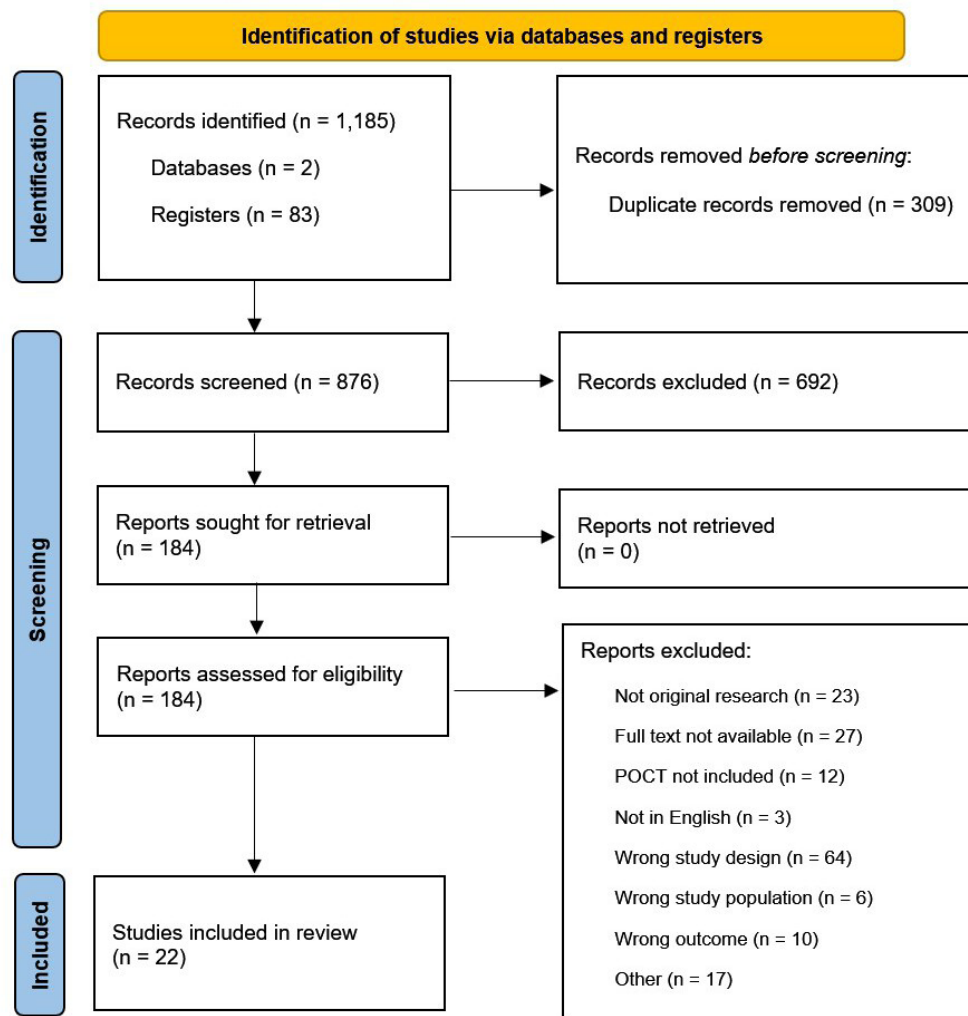 Identification of studies via databases and registers
Identification
Records identified (n = 1,185)
Databases (n = 2)
Registers (n = 83)
Records removed before screening:
Duplicate records removed (n = 309)
Screening
Records screened (n = 876)
Records excluded (n = 692)
Reports sought for retrieval
(n = 184)
Reports not retrieved
(n = 0)
Reports assessed for eligibility
(n = 184)
Reports excluded:
Not original research (n = 23)
Full text not available (n = 27)
POCT not included (n = 12)
Not in English (n = 3)
Wrong study design (n = 64)
Wrong study population (n = 6)
Wrong outcome (n = 10)
Other (n = 17)
Included
Studies included in review
(n = 22)